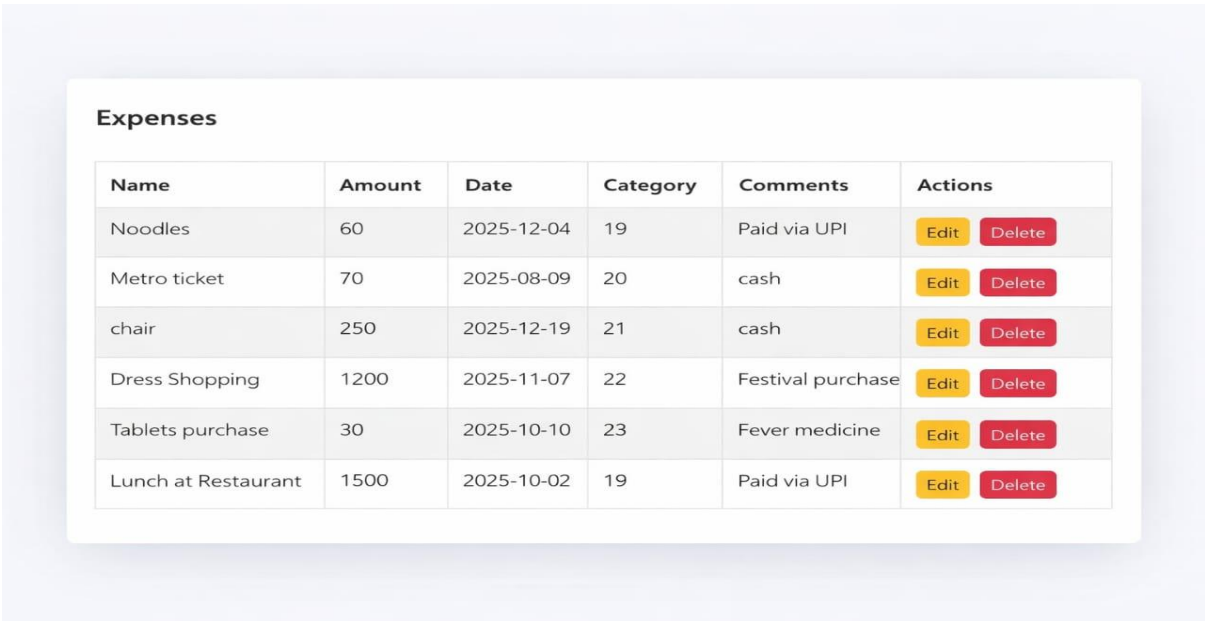 Expenses
Name Amount Date Category Comments Actions
Noodles 60 2025-12-04 19 Paid via UPI Edit Delete
Metro ticket 70 2025-08-09 20 cash Edit Delete
chair 250 2025-12-19 21 cash Edit Delete
Dress Shopping 1200 2025-11-07 22 Festival purchase Edit Delete
Tablets purchase 30 2025-10-10 23 Fever medicine Edit Delete
Lunch at Restaurant 1500 2025-10-02 19 Paid via UPI Edit Delete